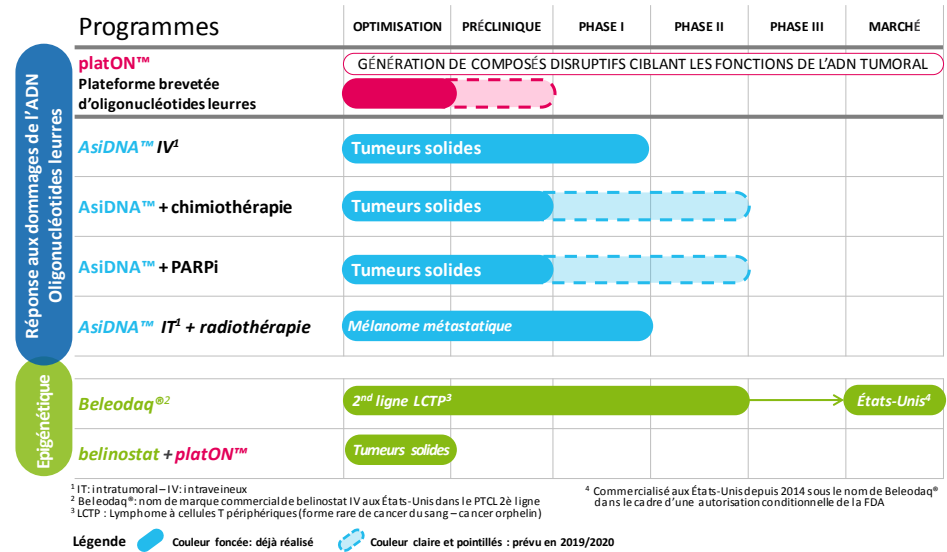 Programmes
OPTIMISATION PRÉCLINIQUE PHASE I PHASE II PHASE III MARCHÉ
Réponse aux dommages de l'ADN
Oligonucléotides leurres
platON™
GÉNÉRATION DE COMPOSÉS DISRUPTIFS CIBLANT LES FONCTIONS DE L'ADN TUMORAL
Plateforme brevetée
d'oligonucléotides leurres
AsiDNA™ IV¹
Tumeurs solides
AsiDNA™ + chimiothérapie
Tumeurs solides
AsiDNA™ + PARPi
Tumeurs solides
AsiDNA™ IT¹ + radiothérapie
Mélanome métastatique
Epigénétique
Beleodaq®²
2nd ligne LCTP³
États-Unis⁴
belinostat + platON™
Tumeurs solides
¹ IT: intratumoral – IV: intraveineux
² Beleodaq®: nom de marque commercial de belinostat IV aux États-Unis dans le PTCL 2è ligne
³ LCTP : Lymphome à cellules T périphériques (forme rare de cancer du sang – cancer orphelin)
⁴ Commercialisé aux États-Unis depuis 2014 sous le nom de Beleodaq®
dans le cadre d'une autorisation conditionnelle de la FDA
Légende Couleur foncée: déjà réalisé Couleur claire et pointillés : prévu en 2019/2020